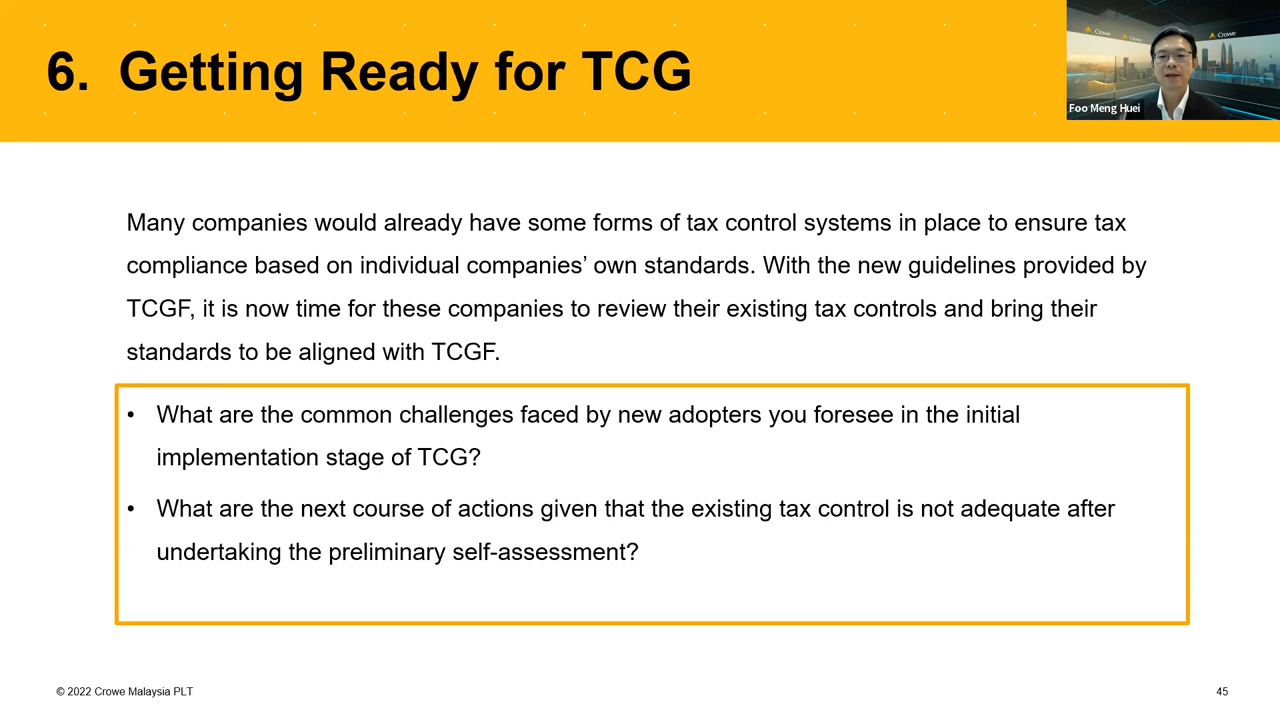 6. Getting Ready for TCG
Crowe
Crowe
Crowe
Foo Meng Huei
Many companies would already have some forms of tax control systems in place to ensure tax
compliance based on individual companies’ own standards. With the new guidelines provided by
TCGF, it is now time for these companies to review their existing tax controls and bring their
standards to be aligned with TCGF.
• What are the common challenges faced by new adopters you foresee in the initial
implementation stage of TCG?
• What are the next course of actions given that the existing tax control is not adequate after
undertaking the preliminary self-assessment?
© 2022 Crowe Malaysia PLT
45